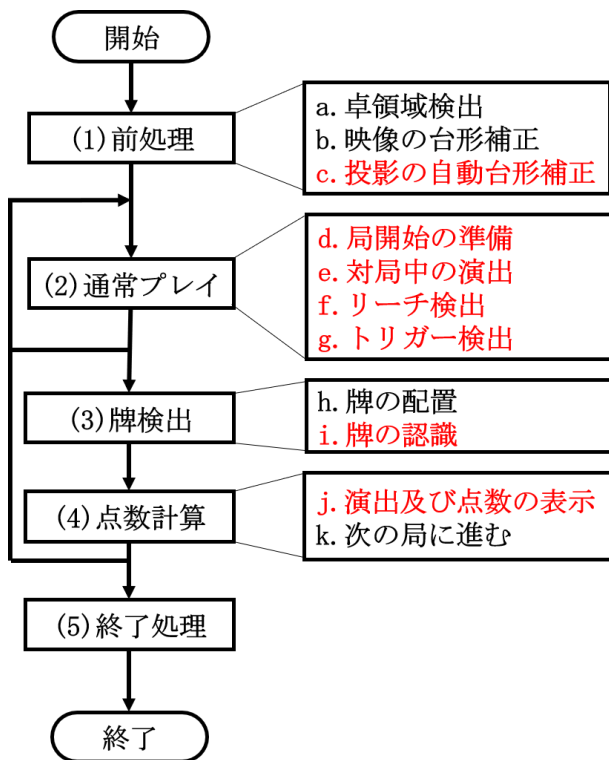 開始
(1)前処理
a. 卓領域検出
b. 映像の台形補正
c. 投影の自動台形補正
(2)通常プレイ
d. 局開始の準備
e. 対局中の演出
f. リーチ検出
g. トリガー検出
(3)牌検出
h. 牌の配置
i. 牌の認識
(4)点数計算
j. 演出及び点数の表示
k. 次の局に進む
(5)終了処理
終了